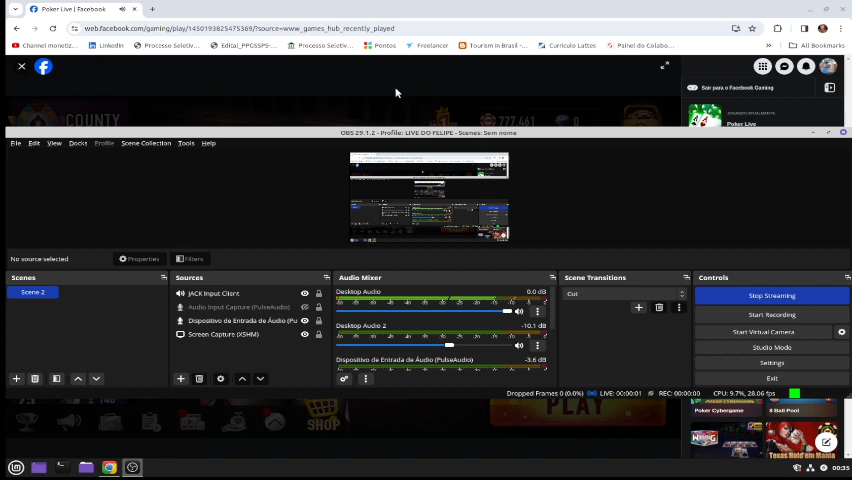 Poker Live | Facebook
web.facebook.com/gaming/play/1450193825475369/?source=www_games_hub_recently_played
Channel monetiz...
LinkedIn
Processo Seletiv...
Edital_PPGSSPS-...
Processo Seletiv...
Pontos
Freelancer
Tourism in Brasil -...
Currículo Lattes
Painel do Colabo...
»
All Bookmarks
Sair para o Facebook Gaming
COUNTY
777,461
JOGANDO ATUALMENTE
Poker Live
OBS 29.1.2 - Profile: LIVE DO FELIPE - Scenes: Sem nome
File Edit View Docks Profile Scene Collection Tools Help
No source selected
Properties
Filters
Scenes
Sources
Audio Mixer
Scene Transitions
Controls
Scene 2
JACK Input Client
Audio Input Capture (PulseAudio)
Dispositivo de Entrada de Áudio (Pu
Screen Capture (XSHM)
Desktop Audio 0.0 dB
Desktop Audio 2 -10.1 dB
Dispositivo de Entrada de Áudio (PulseAudio) -3.6 dB
Cut
Stop Streaming
Start Recording
Start Virtual Camera
Studio Mode
Settings
Exit
Dropped Frames 0 (0.0%) LIVE: 00:00:01 REC: 00:00:00 CPU: 9.7%, 28.06 fps
SHOP
PLAY
Poker Cybergame
8 Ball Pool
Texas Hold'em Mania
00:35